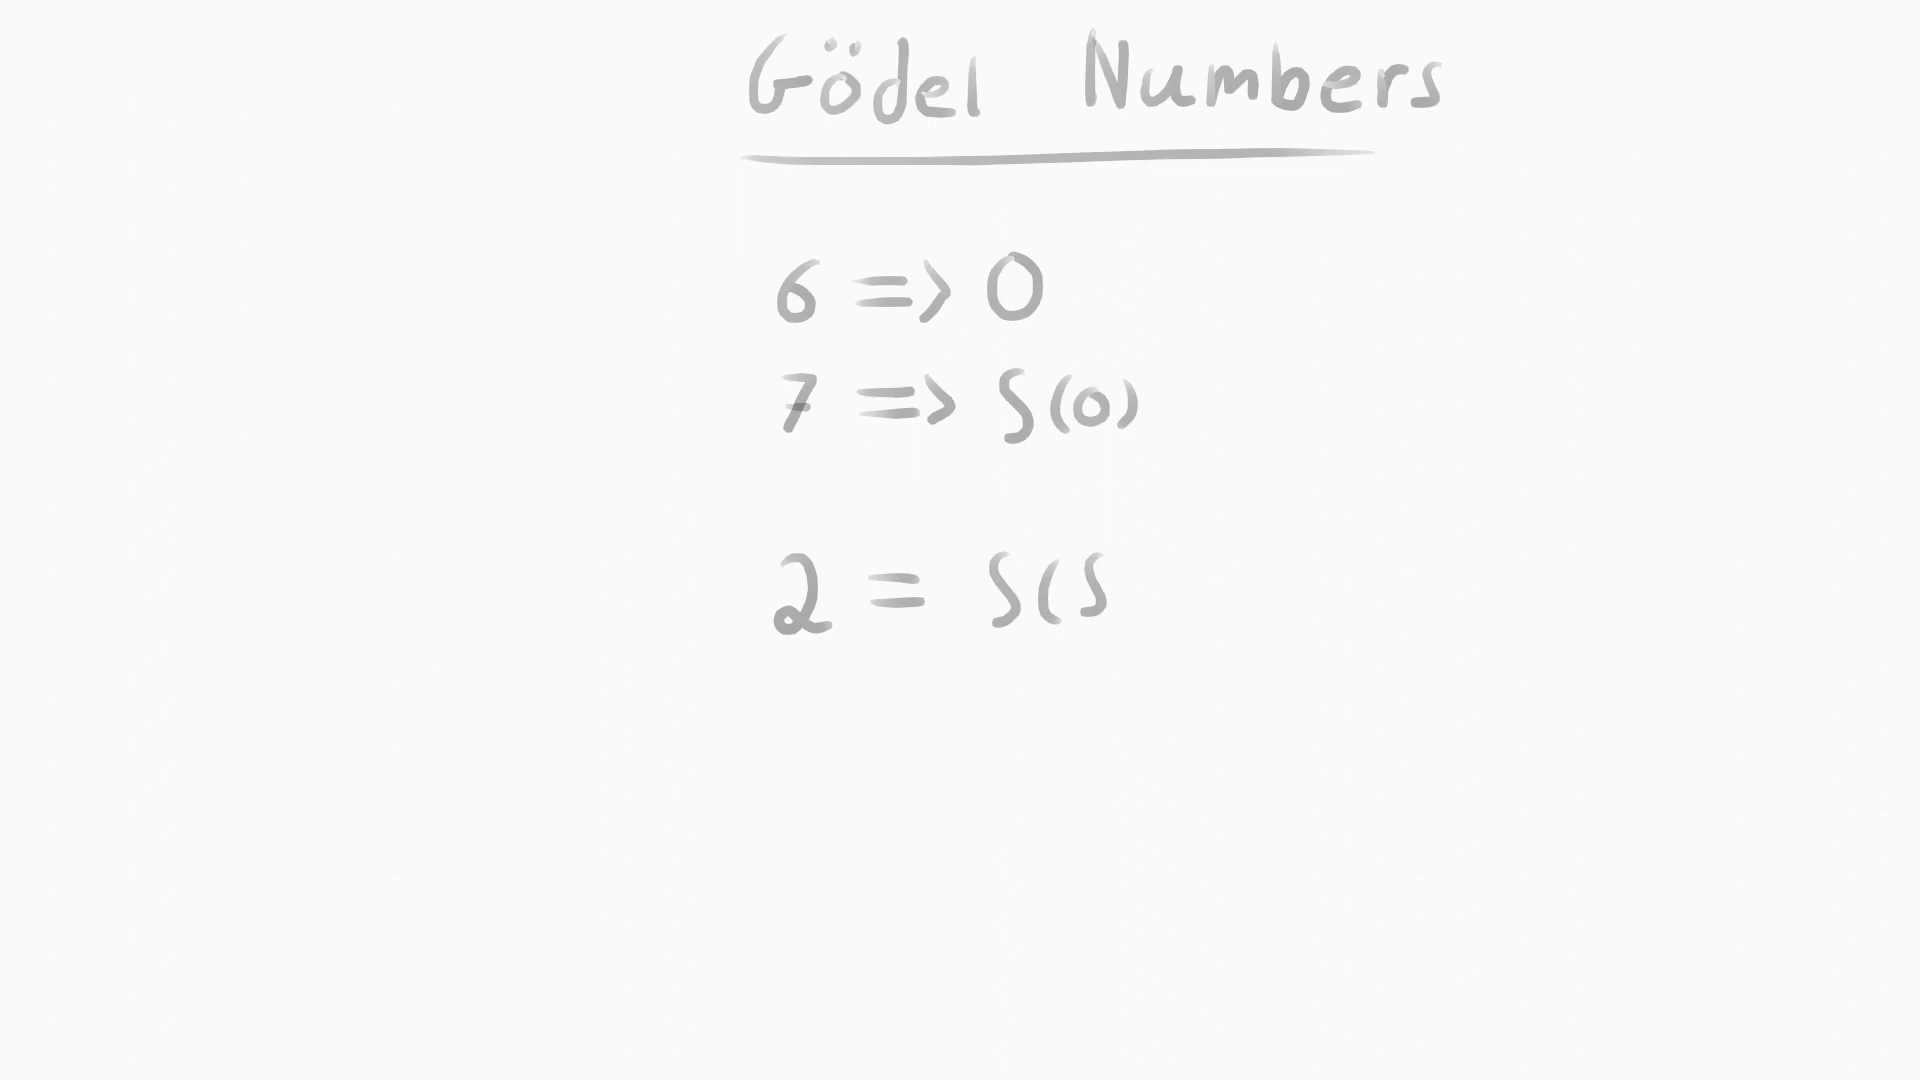 Gödel Numbers
6 => 0
7 => S(0)
2 = S(S